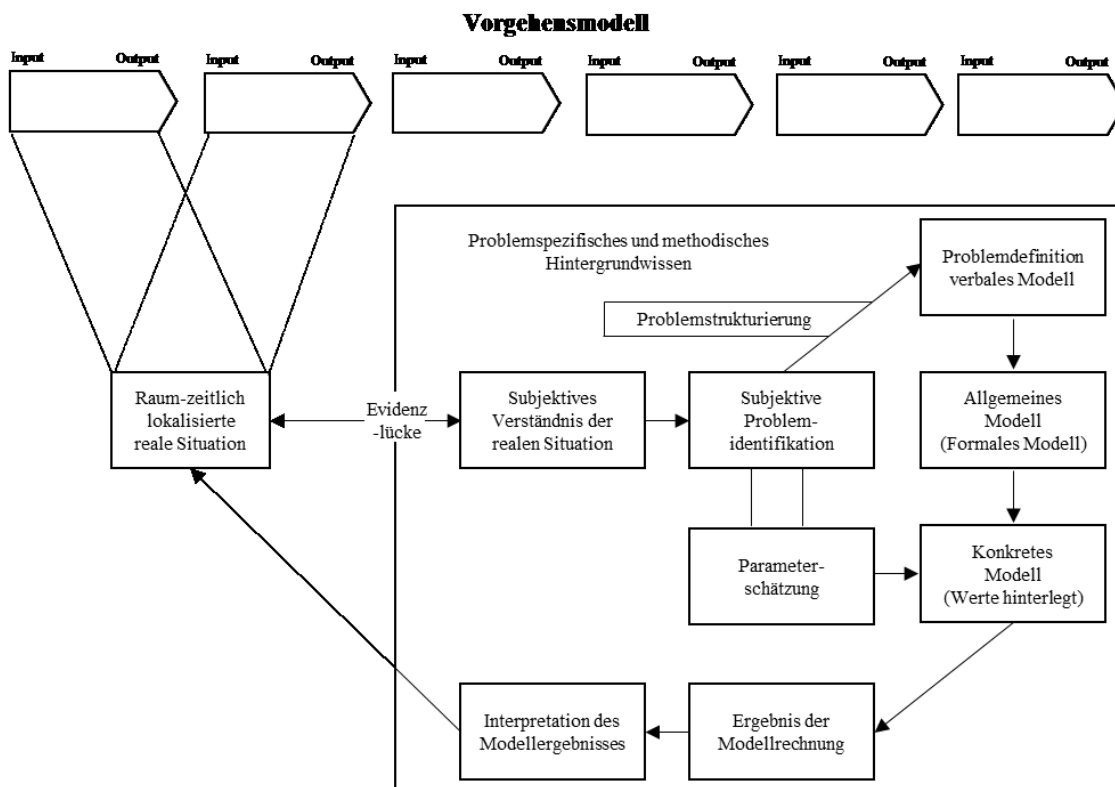 Vorgehensmodell
Input Output Input Output Input Output Input Output Input Output Input Output
Problemspezifisches und methodisches
Hintergrundwissen
Problemdefinition
verbales Modell
Problemstrukturierung
Raum-zeitlich
lokalisierte
reale Situation
Evidenz
-lücke
Subjektives
Verständnis der
realen Situation
Subjektive
Problem-
identifikation
Allgemeines
Modell
(Formales Modell)
Parameter-
schätzung
Konkretes
Modell
(Werte hinterlegt)
Interpretation des
Modellergebnisses
Ergebnis der
Modellrechnung